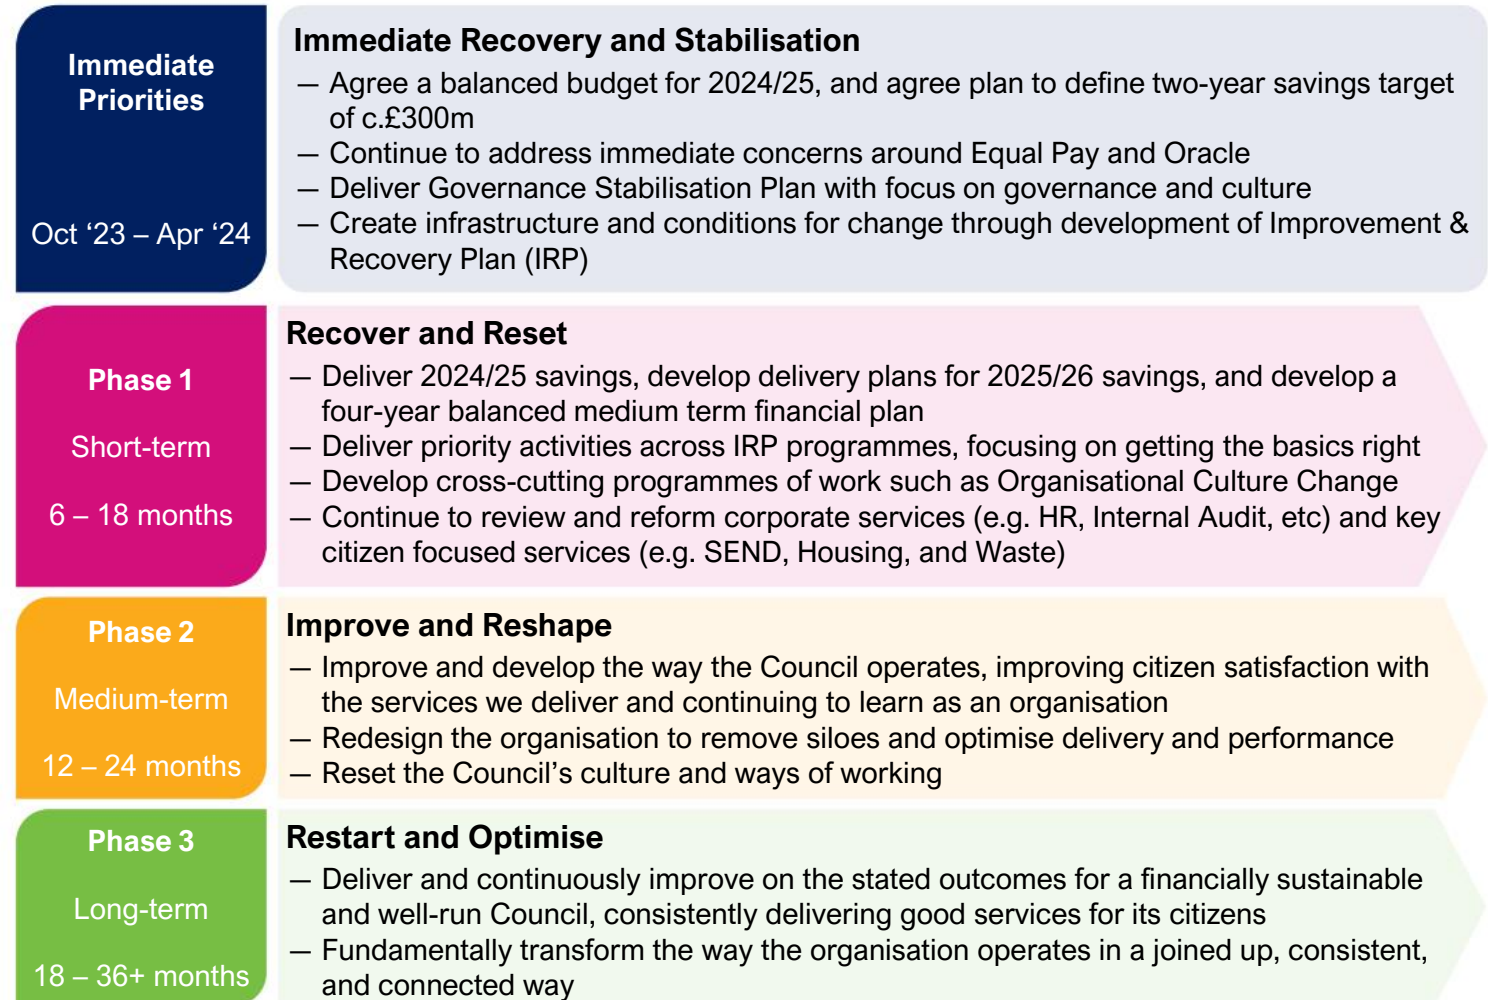 Immediate
Priorities
Oct ‘23 – Apr ‘24
Immediate Recovery and Stabilisation
— Agree a balanced budget for 2024/25, and agree plan to define two-year savings target
of c.£300m
— Continue to address immediate concerns around Equal Pay and Oracle
— Deliver Governance Stabilisation Plan with focus on governance and culture
— Create infrastructure and conditions for change through development of Improvement &
Recovery Plan (IRP)
Phase 1
Short-term
6 – 18 months
Recover and Reset
— Deliver 2024/25 savings, develop delivery plans for 2025/26 savings, and develop a
four-year balanced medium term financial plan
— Deliver priority activities across IRP programmes, focusing on getting the basics right
— Develop cross-cutting programmes of work such as Organisational Culture Change
— Continue to review and reform corporate services (e.g. HR, Internal Audit, etc) and key
citizen focused services (e.g. SEND, Housing, and Waste)
Phase 2
Medium-term
12 – 24 months
Improve and Reshape
— Improve and develop the way the Council operates, improving citizen satisfaction with
the services we deliver and continuing to learn as an organisation
— Redesign the organisation to remove siloes and optimise delivery and performance
— Reset the Council’s culture and ways of working
Phase 3
Long-term
18 – 36+ months
Restart and Optimise
— Deliver and continuously improve on the stated outcomes for a financially sustainable
and well-run Council, consistently delivering good services for its citizens
— Fundamentally transform the way the organisation operates in a joined up, consistent,
and connected way